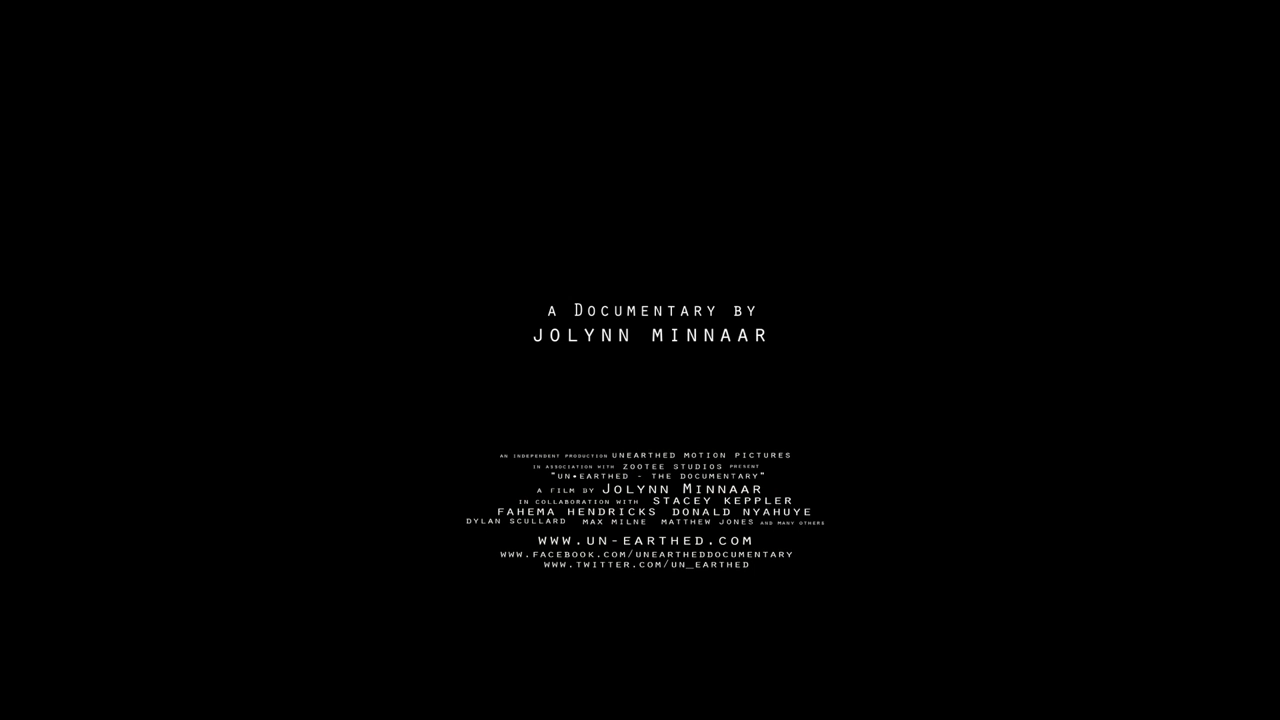 A DOCUMENTARY BY
JOLYNN MINNAAR
AN INDEPENDENT PRODUCTION UNEARTHED MOTION PICTURES
IN ASSOCIATION WITH ZOOTEE STUDIOS PRESENT
"UN•EARTHED - THE DOCUMENTARY"
A FILM BY JOLYNN MINNAAR
IN COLLABORATION WITH STACEY KEPPLER
FAHEMA HENDRICKS DONALD NYAHUYE
DYLAN SCULLARD MAX MILNE MATTHEW JONES AND MANY OTHERS
WWW.UN-EARTHED.COM
WWW.FACEBOOK.COM/UNEARTHEDDOCUMENTARY
WWW.TWITTER.COM/UN_EARTHED